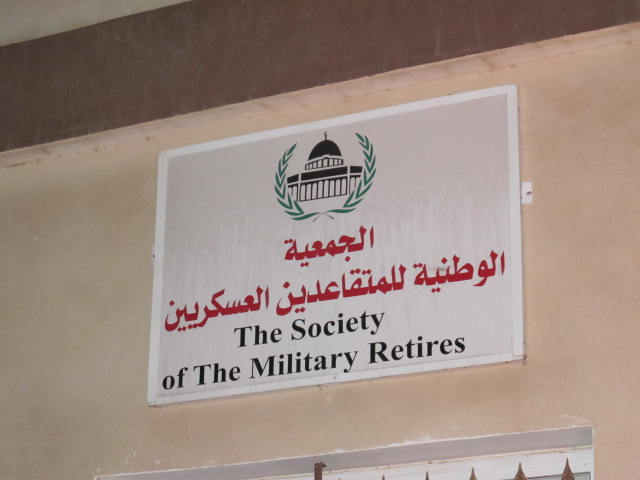 الجمعية
الوطنية للمتقاعدين العسكريين
The Society
of The Military Retires